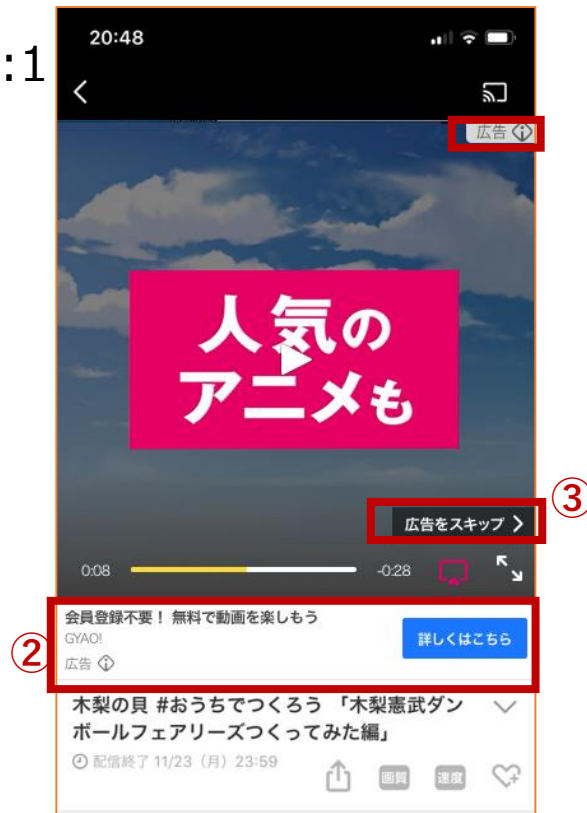 20:48
:1
広告
人気の
アニメも
③
広告をスキップ
0:08 -0:28
会員登録不要！ 無料で動画を楽しもう
GYAO!
詳しくはこちら
②
広告
木梨の貝 #おうちでつくろう 「木梨憲武ダン
ボールフェアリーズつくってみた編」
配信終了 11/23（月）23:59
画質 速度